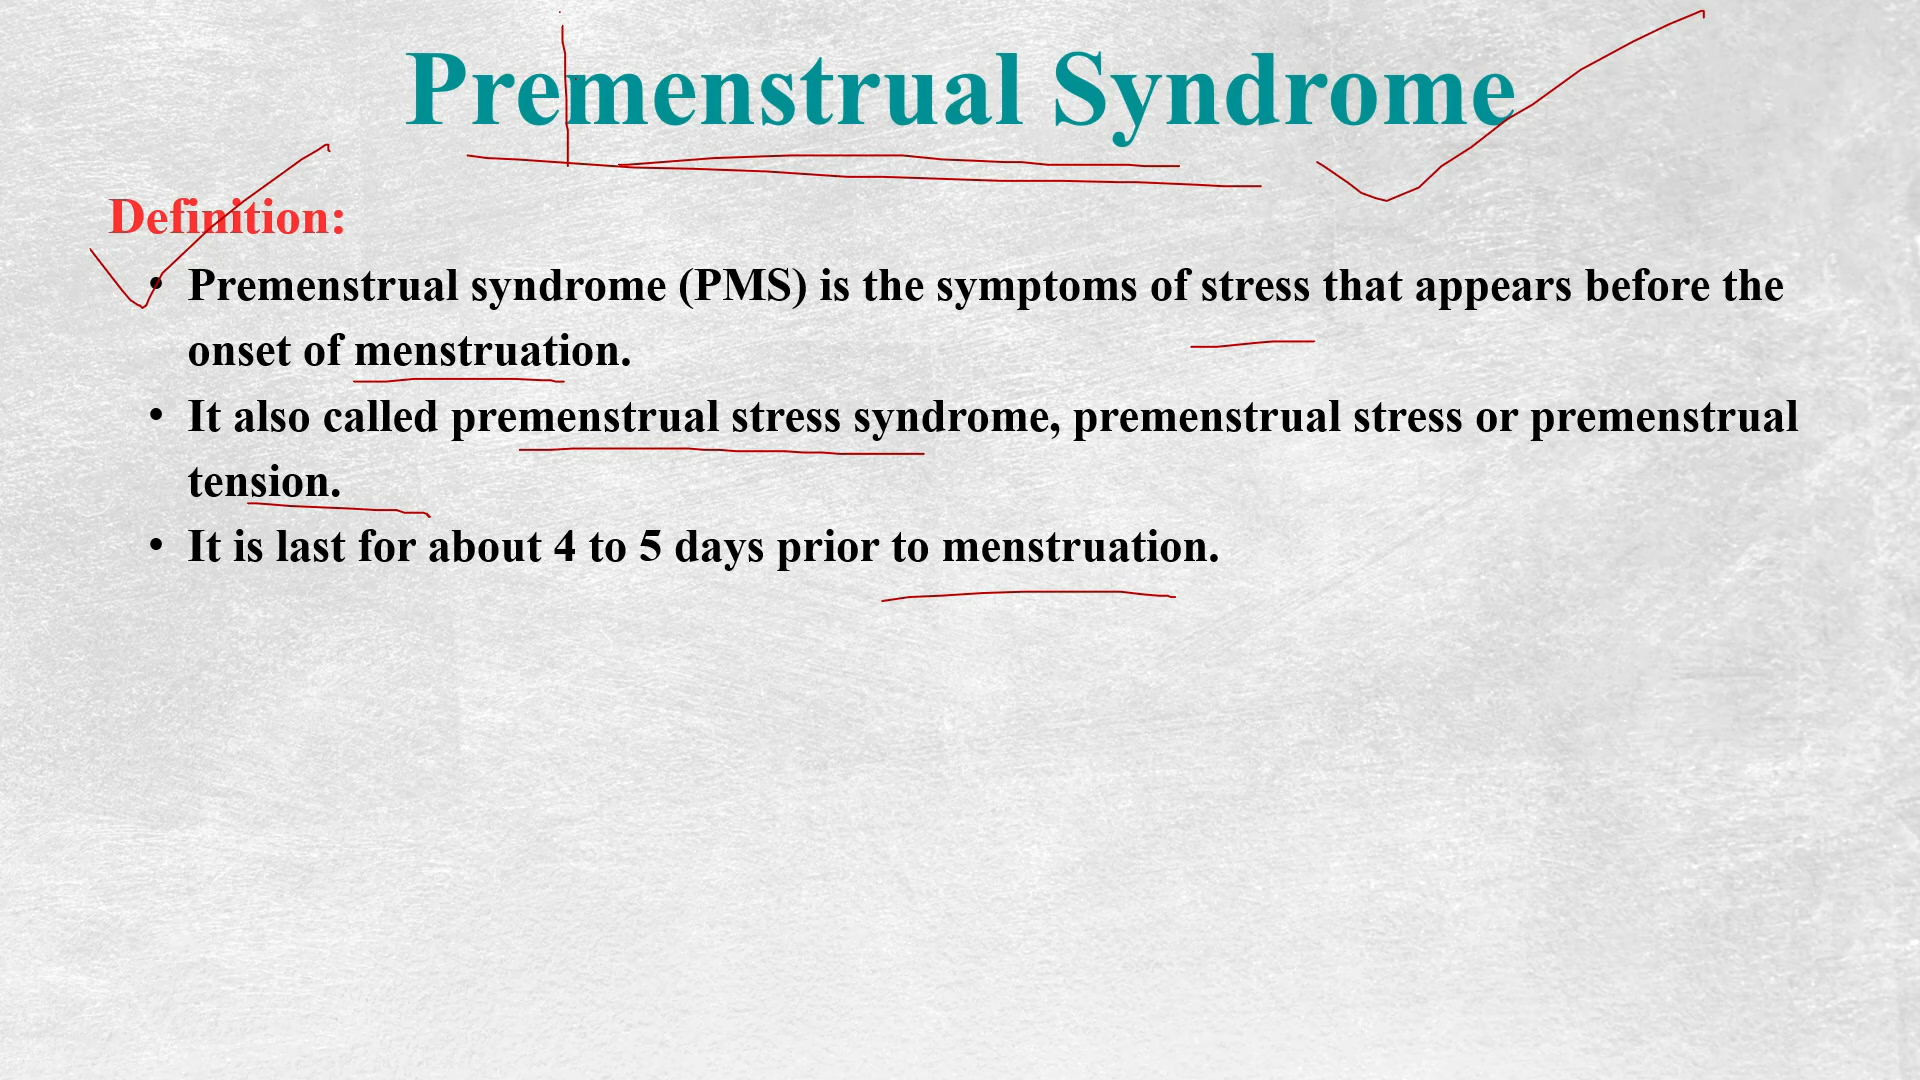 Premenstrual Syndrome
Definition:
• Premenstrual syndrome (PMS) is the symptoms of stress that appears before the
onset of menstruation.
• It also called premenstrual stress syndrome, premenstrual stress or premenstrual
tension.
• It is last for about 4 to 5 days prior to menstruation.